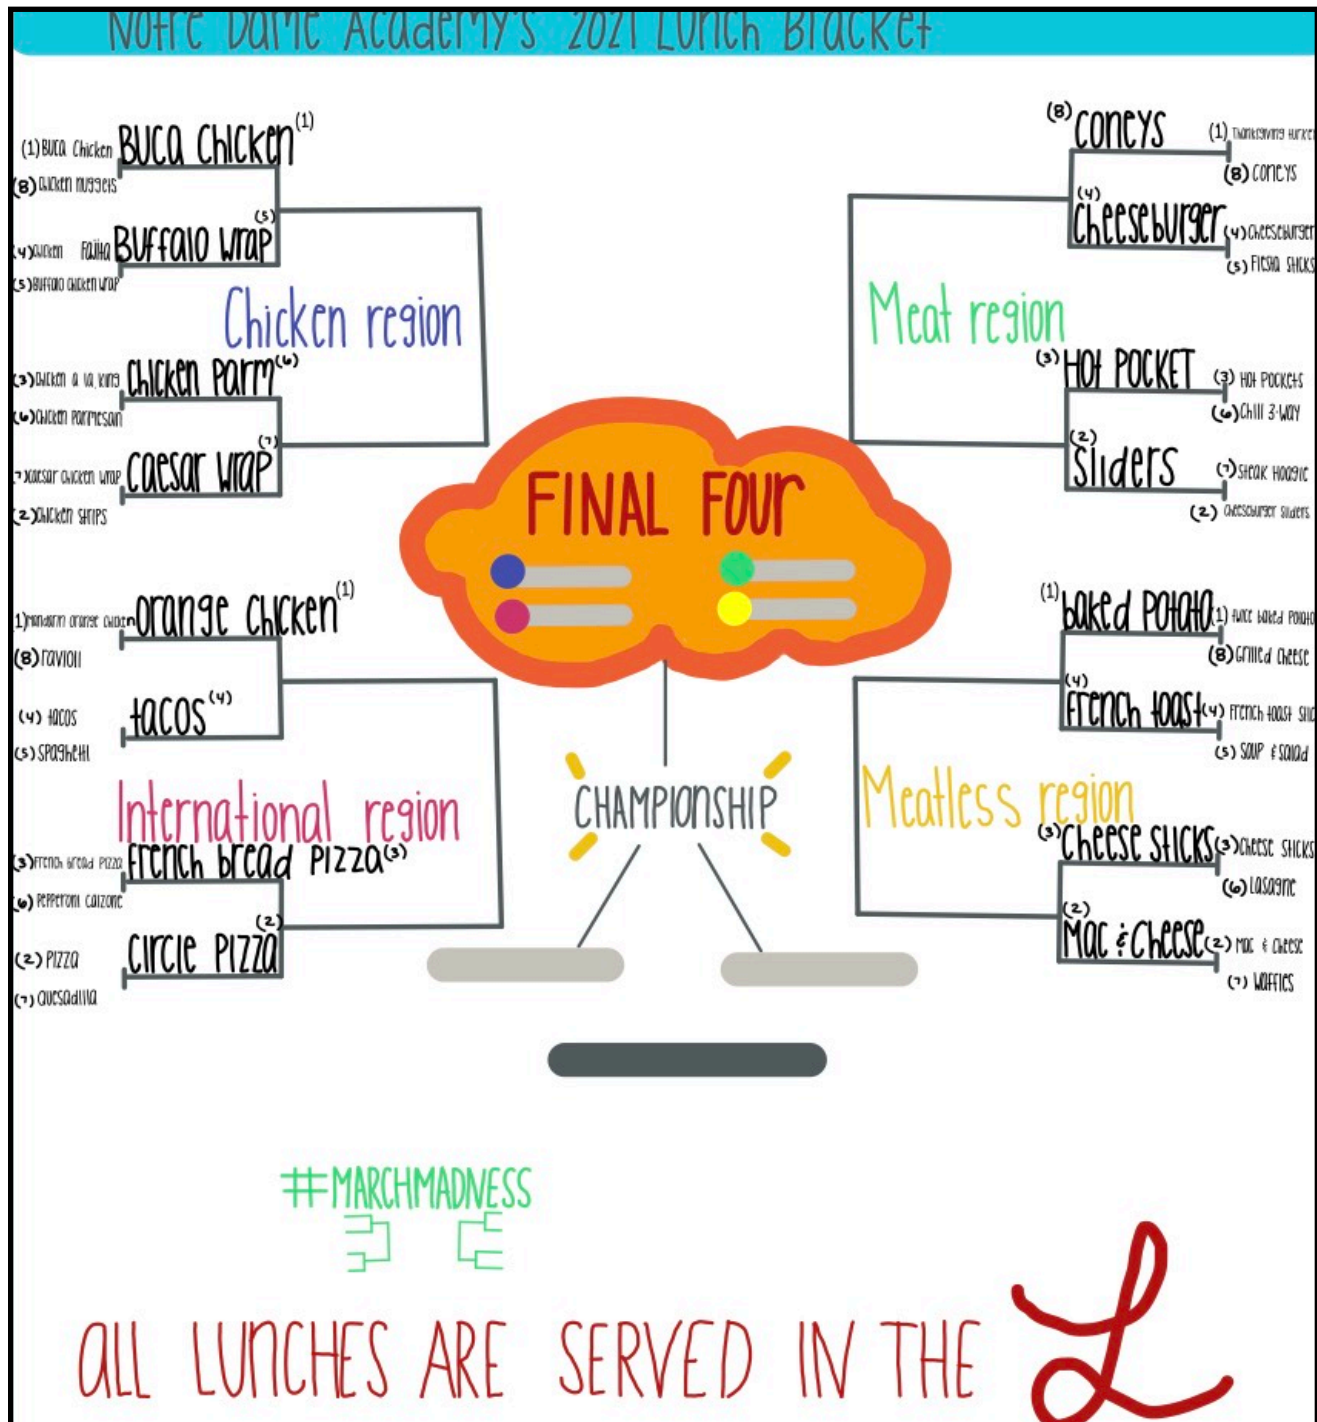 Notre Dame Academy's 2021 Lunch Bracket
(1) Buca Chicken
(8) Chicken nuggets
Buca Chicken (1)
(4) Chicken Fajita
(5) Buffalo Chicken Wrap
Buffalo Wrap (5)
Chicken region
(3) Chicken a la king
(6) Chicken Parmesain
Chicken Parm (6)
7) Caesar Chicken Wrap
(2) Chicken Strips
Caesar Wrap (7)
1) Mandarin Orange Chicken
(8) ravioli
Orange Chicken (1)
(4) tacos
(5) Spaghetti
tacos (4)
International region
(3) French bread Pizza
(6) Pepperoni Calzone
French bread Pizza (3)
(2) Pizza
(7) Quesadilla
Circle Pizza (2)
(8) Coneys
(1) Thanksgiving turkey
(8) Coneys
(4) Cheeseburger
(4) Cheeseburger
(5) Fiesta Sticks
Meat region
(3) Hot Pocket
(3) Hot Pockets
(6) Chili 3-way
(2) Sliders
(7) Steak Hoagie
(2) Cheeseburger Sliders
(1) baked Potato
(1) twice baked Potato
(8) Grilled Cheese
(4) French toast
(4) French toast Stic
(5) Soup & Salad
Meatless region
(3) Cheese Sticks
(3) Cheese Sticks
(6) Lasagne
(2) Mac & Cheese
(2) Mac & Cheese
(7) Waffles
FINAL FOUR
CHAMPIONSHIP
#MARCHMADNESS
ALL LUNCHES ARE SERVED IN THE L